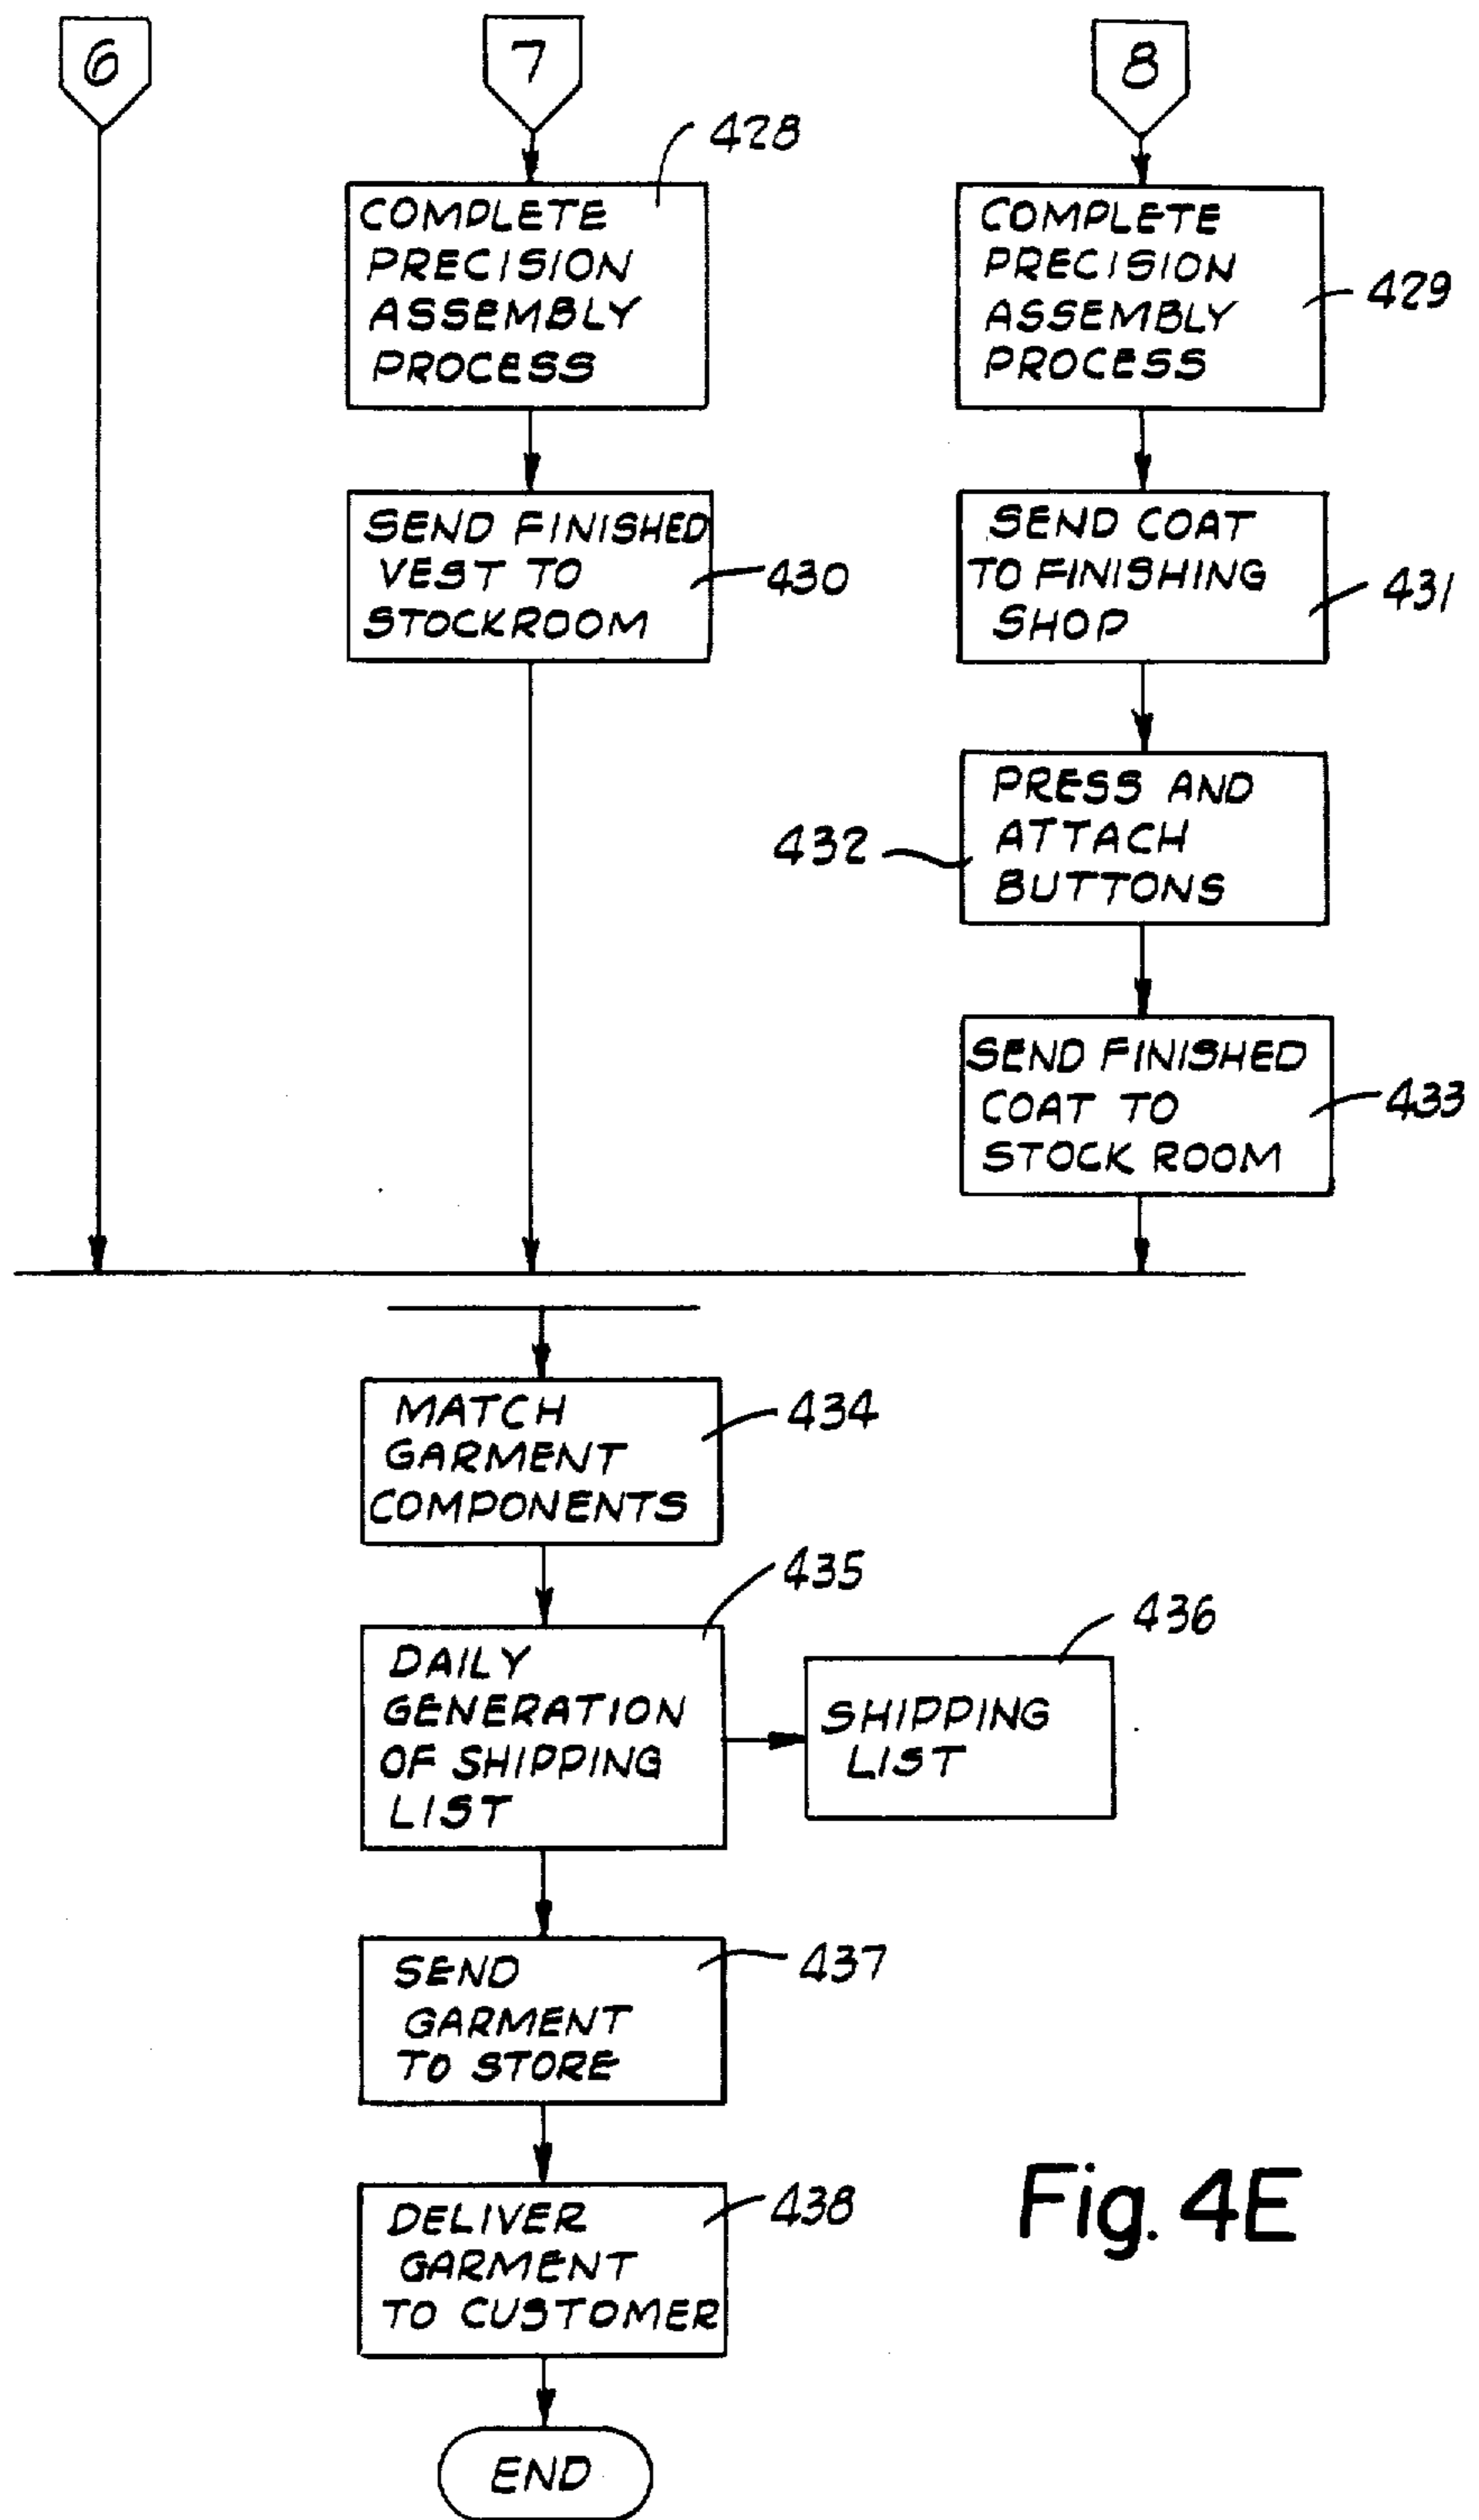 6
7
8
428
COMPLETE
PRECISION
ASSEMBLY
PROCESS
COMPLETE
PRECISION
ASSEMBLY
PROCESS
429
SEND FINISHED
VEST TO
STOCKROOM
430
SEND COAT
TO FINISHING
SHOP
431
PRESS AND
ATTACH
BUTTONS
432
SEND FINISHED
COAT TO
STOCK ROOM
433
MATCH
GARMENT
COMPONENTS
434
DAILY
GENERATION
OF SHIPPING
LIST
435
SHIPPING
LIST
436
SEND
GARMENT
TO STORE
437
DELIVER
GARMENT
TO CUSTOMER
438
END
Fig. 4E